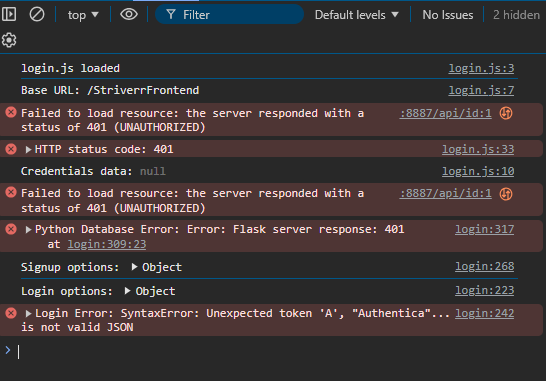 top
Filter
Default levels
No Issues
2 hidden
login.js loaded login.js:3
Base URL: /StriverrFrontend login.js:7
Failed to load resource: the server responded with a :8887/api/id:1
status of 401 (UNAUTHORIZED)
HTTP status code: 401 login.js:33
Credentials data: null login.js:10
Failed to load resource: the server responded with a :8887/api/id:1
status of 401 (UNAUTHORIZED)
Python Database Error: Error: Flask server response: 401 login:317
at login:309:23
Signup options: Object login:268
Login options: Object login:223
Login Error: SyntaxError: Unexpected token 'A', "Authentica"... login:242
is not valid JSON